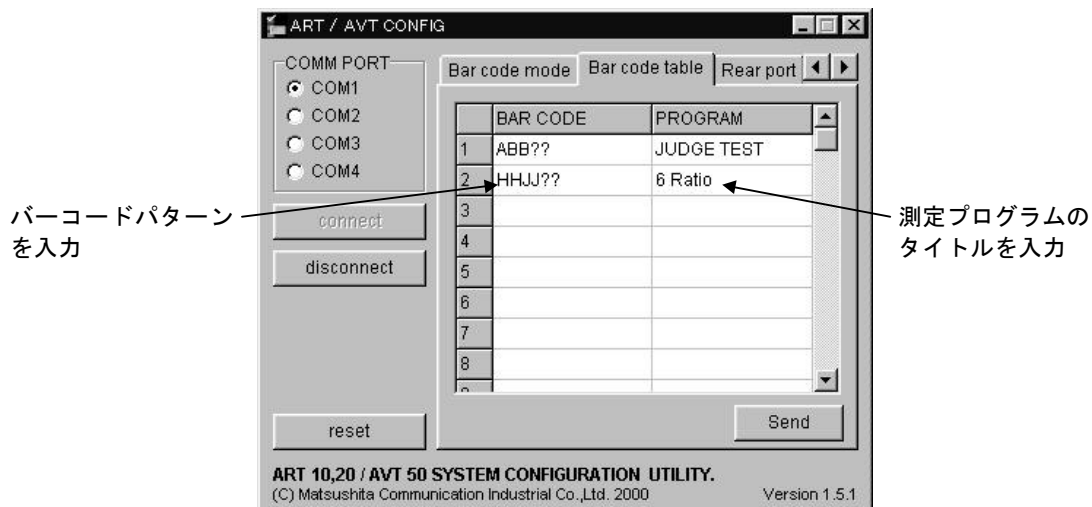 ART / AVT CONFIG
COMM PORT
COM1
COM2
COM3
COM4
connect
disconnect
reset
Bar code mode
Bar code table
Rear port
BAR CODE PROGRAM
1 ABB?? JUDGE TEST
2 HHJJ?? 6 Ratio
3
4
5
6
7
8
Send
バーコードパターン
を入力
測定プログラムの
タイトルを入力
ART 10,20 / AVT 50 SYSTEM CONFIGURATION UTILITY.
(C) Matsushita Communication Industrial Co.,Ltd. 2000 Version 1.5.1